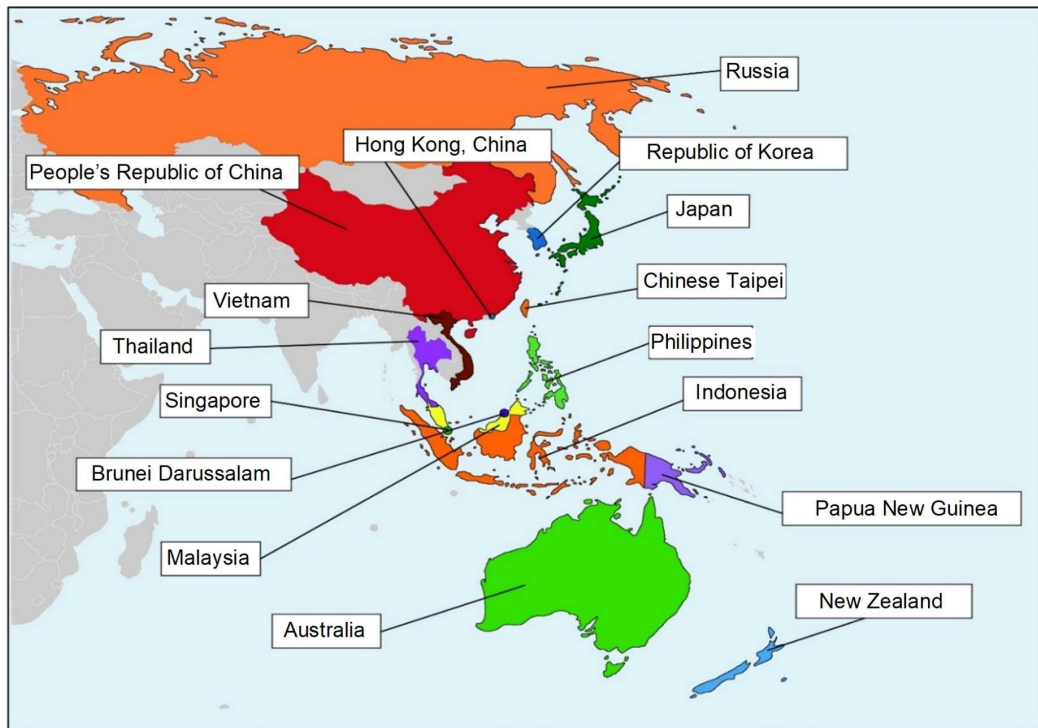 Russia
Hong Kong, China
Republic of Korea
People's Republic of China
Japan
Chinese Taipei
Vietnam
Thailand
Philippines
Singapore
Indonesia
Brunei Darussalam
Papua New Guinea
Malaysia
New Zealand
Australia